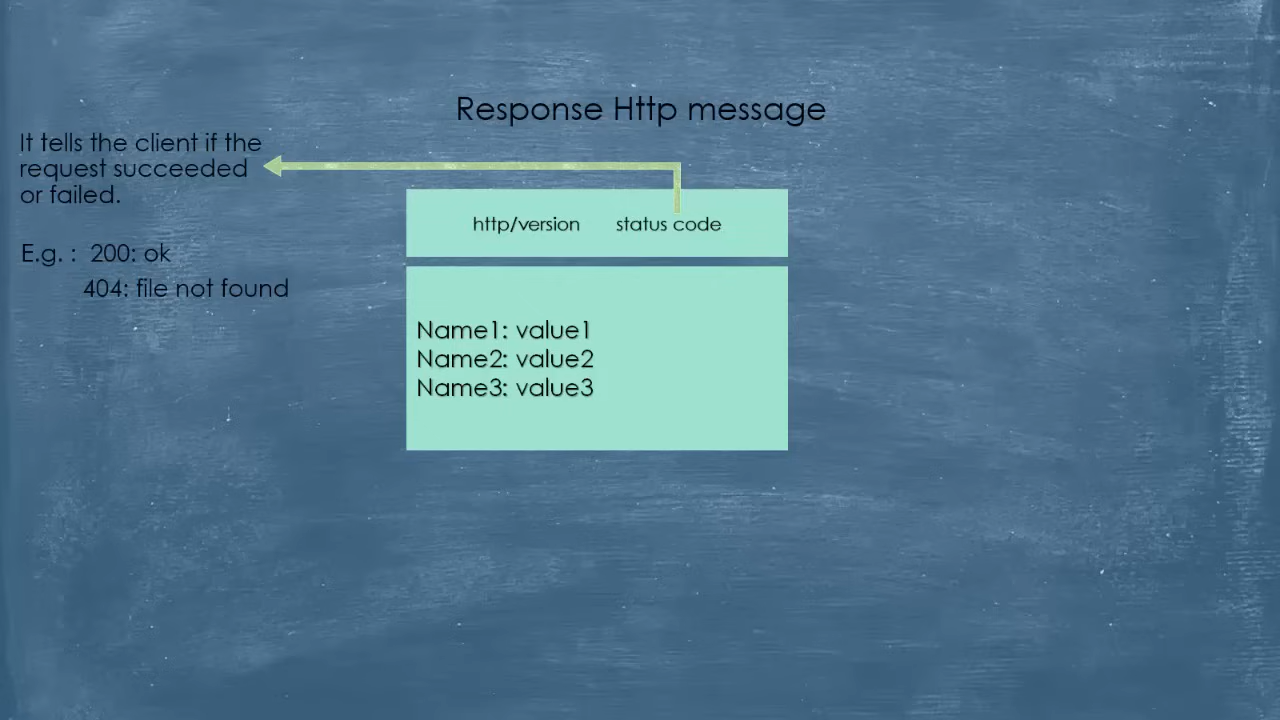 Response Http message
It tells the client if the
request succeeded
or failed.
E.g. : 200: ok
404: file not found
http/version status code
Name1: value1
Name2: value2
Name3: value3